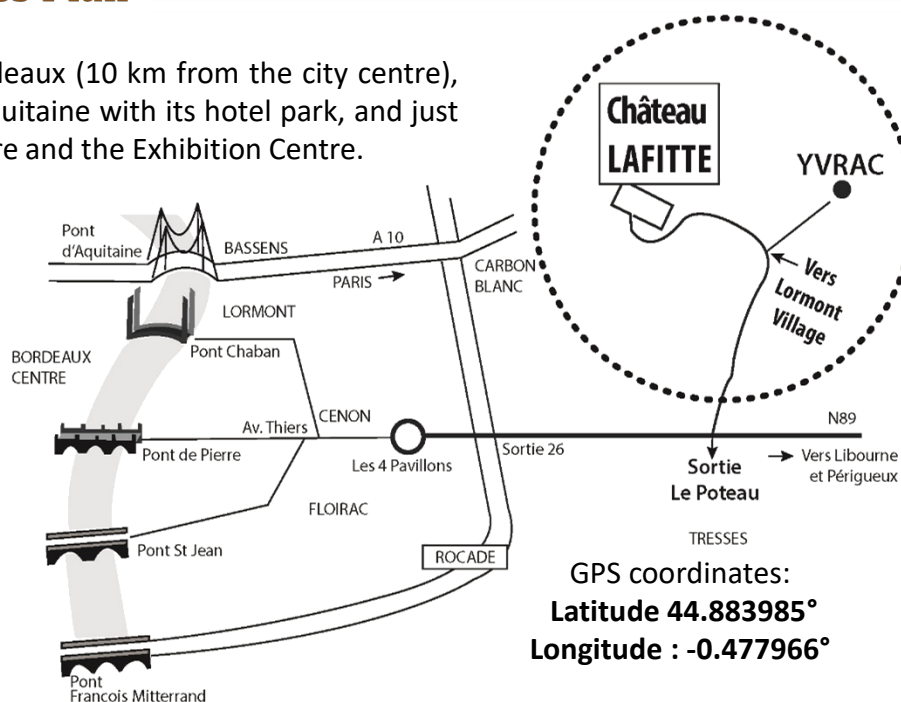 deaux (10 km from the city centre),
uitaine with its hotel park, and just
re and the Exhibition Centre.
Château
LAFITTE
YVRAC
Vers
Lormont
Village
Pont
d'Aquitaine
BASSENS
A 10
PARIS
CARBON
BLANC
LORMONT
Pont Chaban
BORDEAUX
CENTRE
CENON
Av. Thiers
Pont de Pierre
Les 4 Pavillons
Sortie 26
N89
Sortie
Le Poteau
Vers Libourne
et Périgueux
FLOIRAC
Pont St Jean
ROCADE
TRESSES
GPS coordinates:
Latitude 44.883985°
Longitude : -0.477966°
Pont
Francois Mitterrand